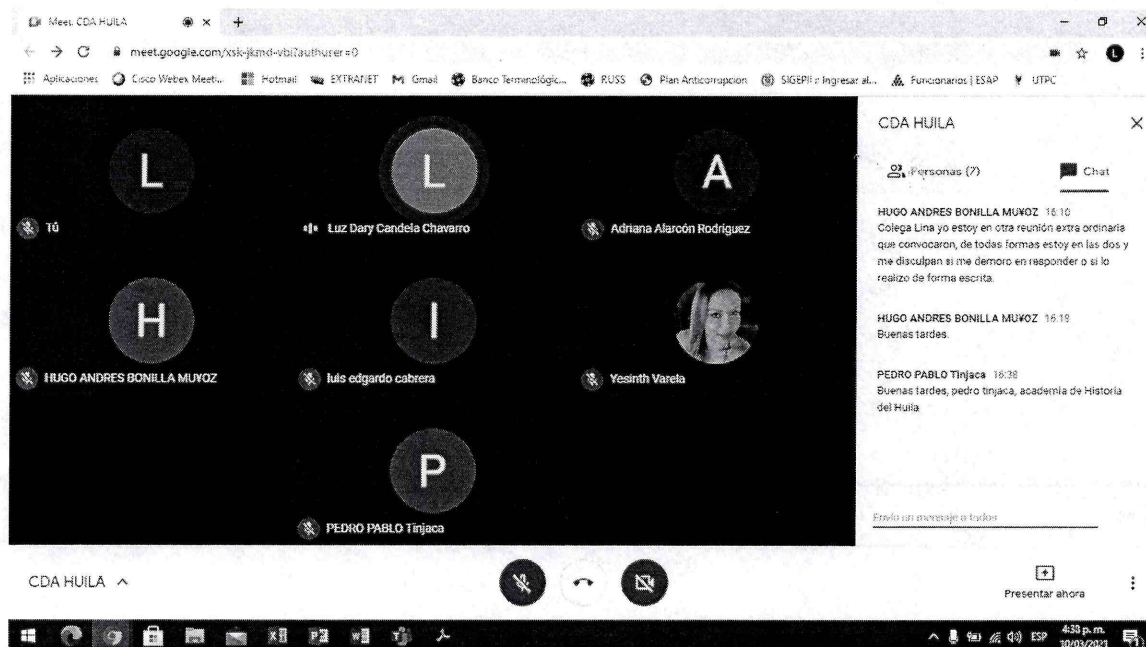 Meet: CDA HUILA
meet.google.com/xsk-jkmd-vbi?authuser=0
Aplicaciones Cisco Webex Meeti... Hotmail EXTRANET Gmail Banco Terminológic... RUSS Plan Anticorrupcion SIGEPII :: Ingresar al... Funcionarios | ESAP UTPC
L
L
L
A
Tú
Luz Dary Candela Chavarro
Adriana Alarcón Rodriguez
H
I
HUGO ANDRES BONILLA MU¥OZ
luis edgardo cabrera
Yesinth Varela
P
PEDRO PABLO Tinjaca
CDA HUILA
Personas (7)
Chat
HUGO ANDRES BONILLA MU¥OZ 16:10
Colega Lina yo estoy en otra reunión extra ordinaria
que convocaron, de todas formas estoy en las dos y
me disculpan si me demoro en responder o si lo
realizo de forma escrita.
HUGO ANDRES BONILLA MU¥OZ 16:19
Buenas tardes.
PEDRO PABLO Tinjaca 16:38
Buenas tardes, pedro tinjaca, academia de Historia
del Huila
Envía un mensaje a todos
CDA HUILA
Presentar ahora
ESP
4:38 p. m.
10/03/2021